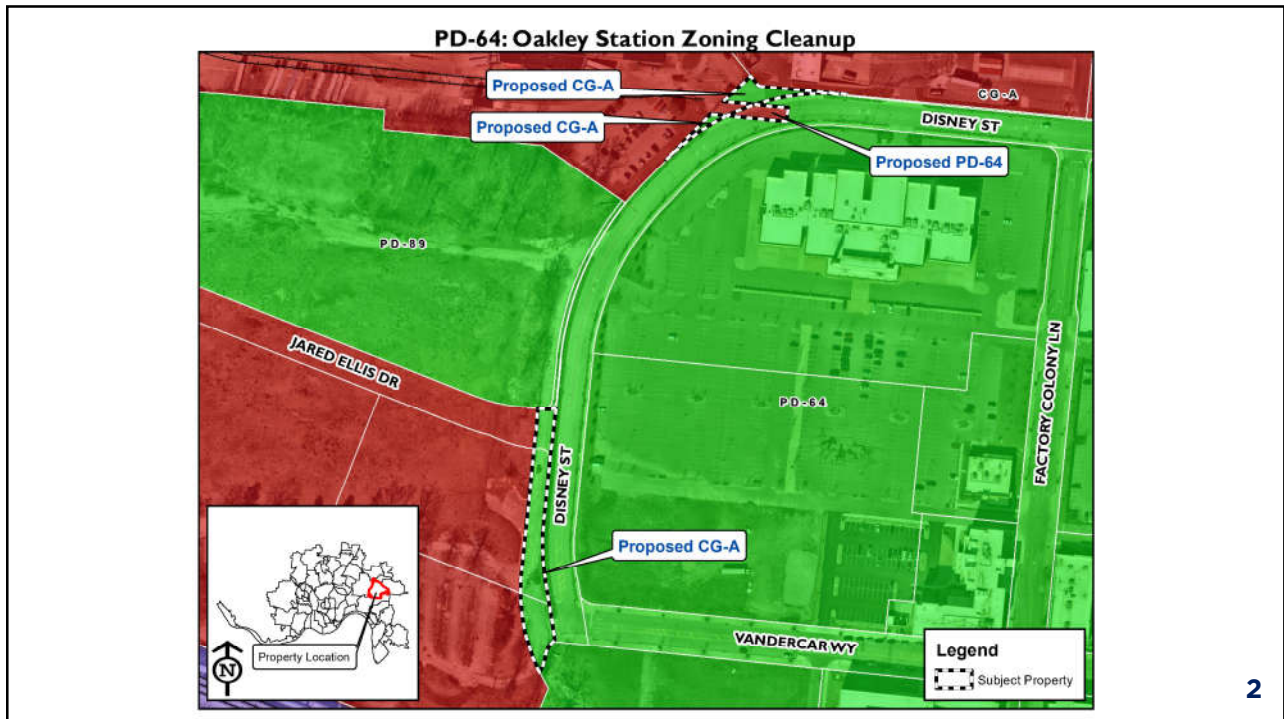 PD-64: Oakley Station Zoning Cleanup
Proposed CG-A
CG-A
DISNEY ST
Proposed CG-A
Proposed PD-64
PD-89
JARED ELLIS DR
PD-64
FACTORY COLONY LN
DISNEY ST
Proposed CG-A
VANDERCAR WY
Property Location
N
Legend
Subject Property
2